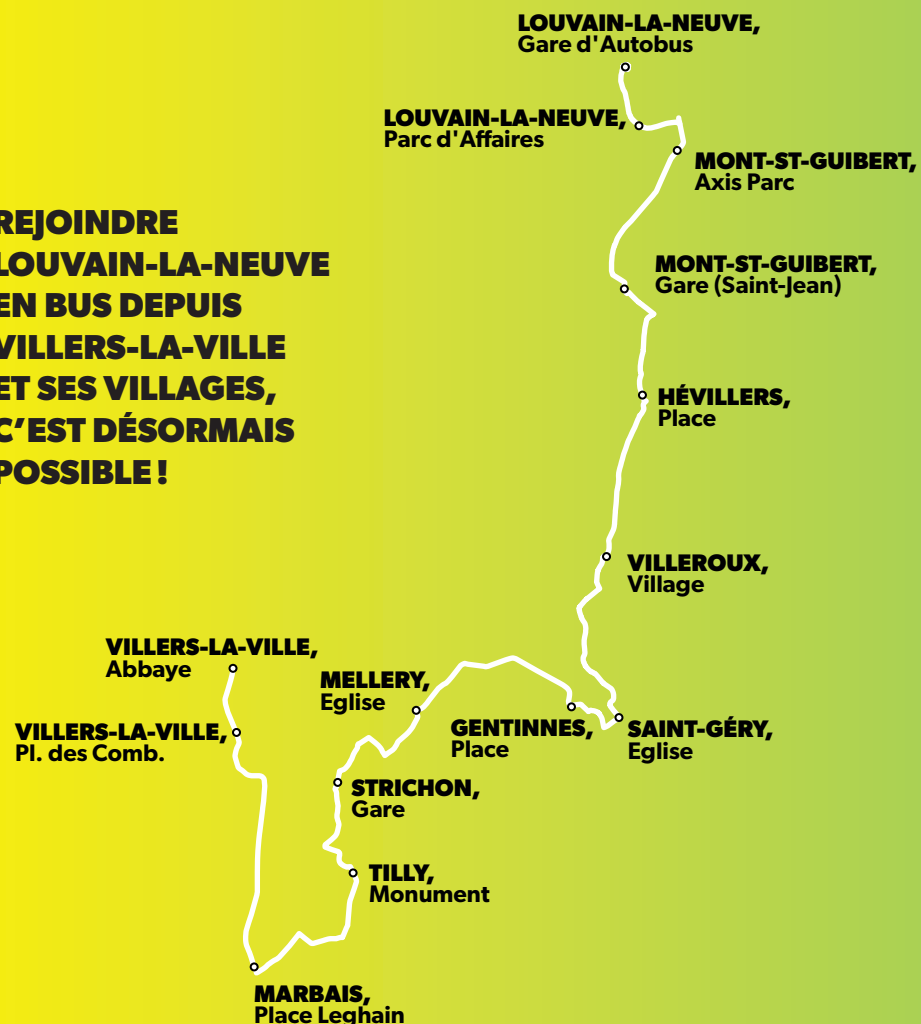 LOUVAIN-LA-NEUVE,
Gare d'Autobus
LOUVAIN-LA-NEUVE,
Parc d'Affaires
MONT-ST-GUIBERT,
Axis Parc
REJOINDRE
LOUVAIN-LA-NEUVE
EN BUS DEPUIS
VILLERS-LA-VILLE
ET SES VILLAGES,
C'EST DÉSORMAIS
POSSIBLE !
MONT-ST-GUIBERT,
Gare (Saint-Jean)
HÉVILLERS,
Place
VILLEROUX,
Village
VILLERS-LA-VILLE,
Abbaye
MELLERY,
Eglise
VILLERS-LA-VILLE,
Pl. des Comb.
GENTINNES,
Place
SAINT-GÉRY,
Eglise
STRICHON,
Gare
TILLY,
Monument
MARBAIS,
Place Leghain